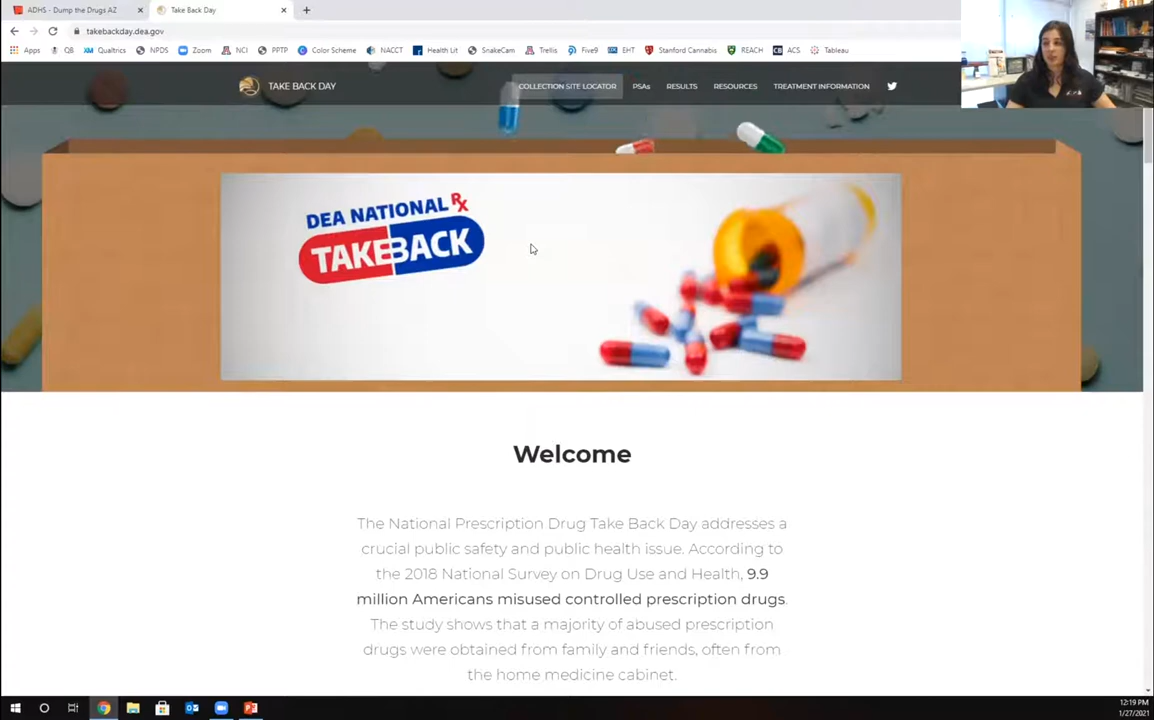 ADHS - Dump the Drugs AZ
Take Back Day
takebackday.dea.gov
Apps QB Qualtrics NPDS Zoom NCI PPTP Color Scheme NACCT Health Lit SnakeCam Trellis Five9 EHT Stanford Cannabis REACH ACS Tableau
TAKE BACK DAY COLLECTION SITE LOCATOR PSAs RESULTS RESOURCES TREATMENT INFORMATION
DEA NATIONAL Rx
TAKEBACK
Welcome
The National Prescription Drug Take Back Day addresses a
crucial public safety and public health issue. According to
the 2018 National Survey on Drug Use and Health, 9.9
million Americans misused controlled prescription drugs.
The study shows that a majority of abused prescription
drugs were obtained from family and friends, often from
the home medicine cabinet.
12:19 PM
1/27/2021